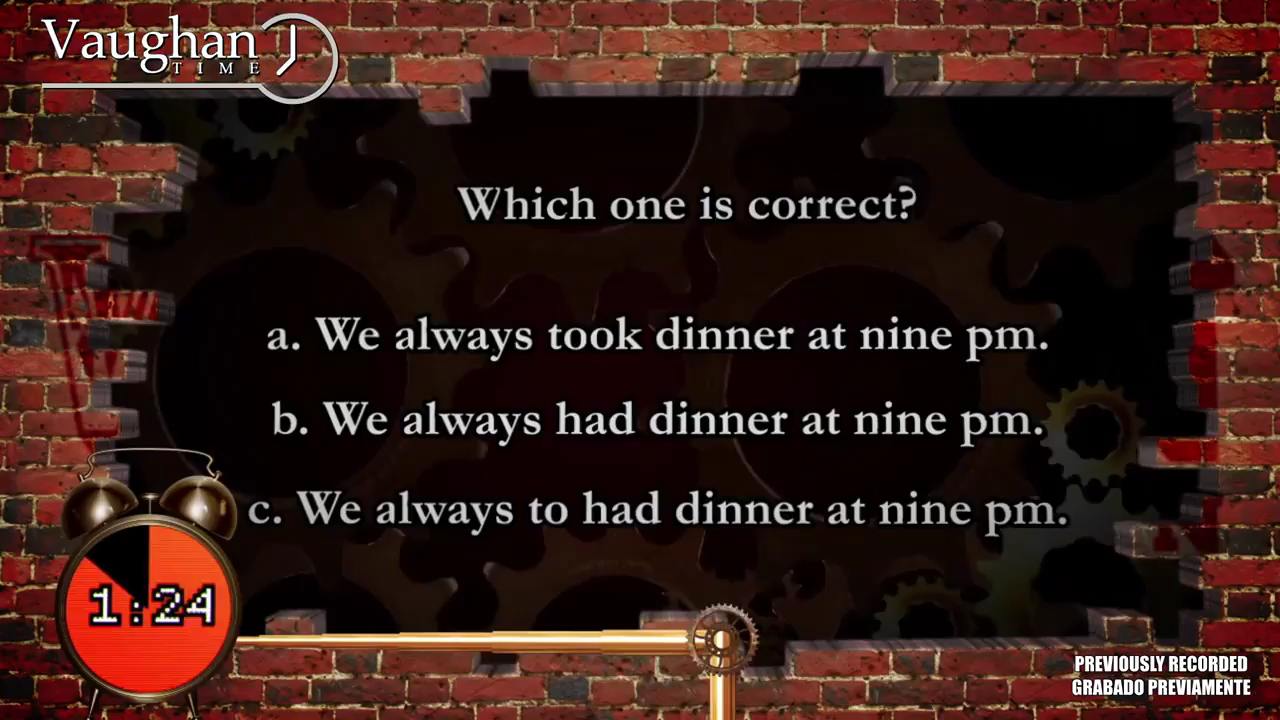 Vaughan
TIME
Which one is correct?
a. We always took dinner at nine pm.
b. We always had dinner at nine pm.
c. We always to had dinner at nine pm.
1:24
PREVIOUSLY RECORDED
GRABADO PREVIAMENTE